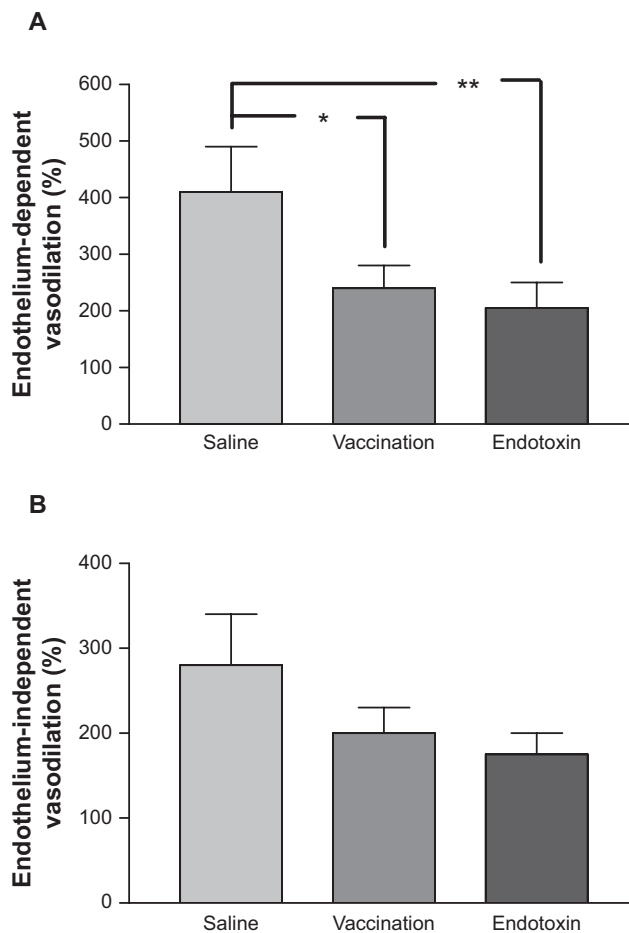 A
Endothelium-dependent
vasodilation (%)
600
500
400
300
200
100
0
**
*
Saline Vaccination Endotoxin
B
Endothelium-independent
vasodilation (%)
400
300
200
100
0
Saline Vaccination Endotoxin